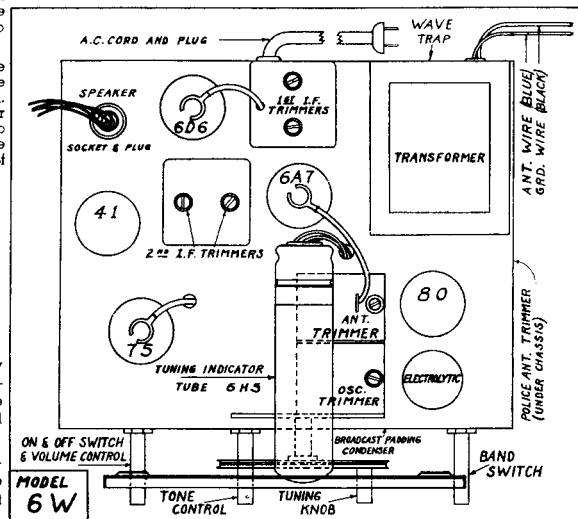 A.C. CORD AND PLUG
WAVE
TRAP
SPEAKER
SOCKET & PLUG
6D6
1st I.F.
TRIMMERS
TRANSFORMER
ANT. WIRE (BLUE)
GRD. WIRE (BLACK)
41
2ND I.F. TRIMMERS
6A7
75
ANT.
TRIMMER
80
TUNING INDICATOR
TUBE 6H5
OSC.
TRIMMER
ELECTROLYTIC
POLICE ANT. TRIMMER
(UNDER CHASSIS)
ON & OFF SWITCH
& VOLUME CONTROL
BROADCAST PADDING
CONDENSER
BAND
SWITCH
MODEL
6W
TONE
CONTROL
TUNING
KNOB